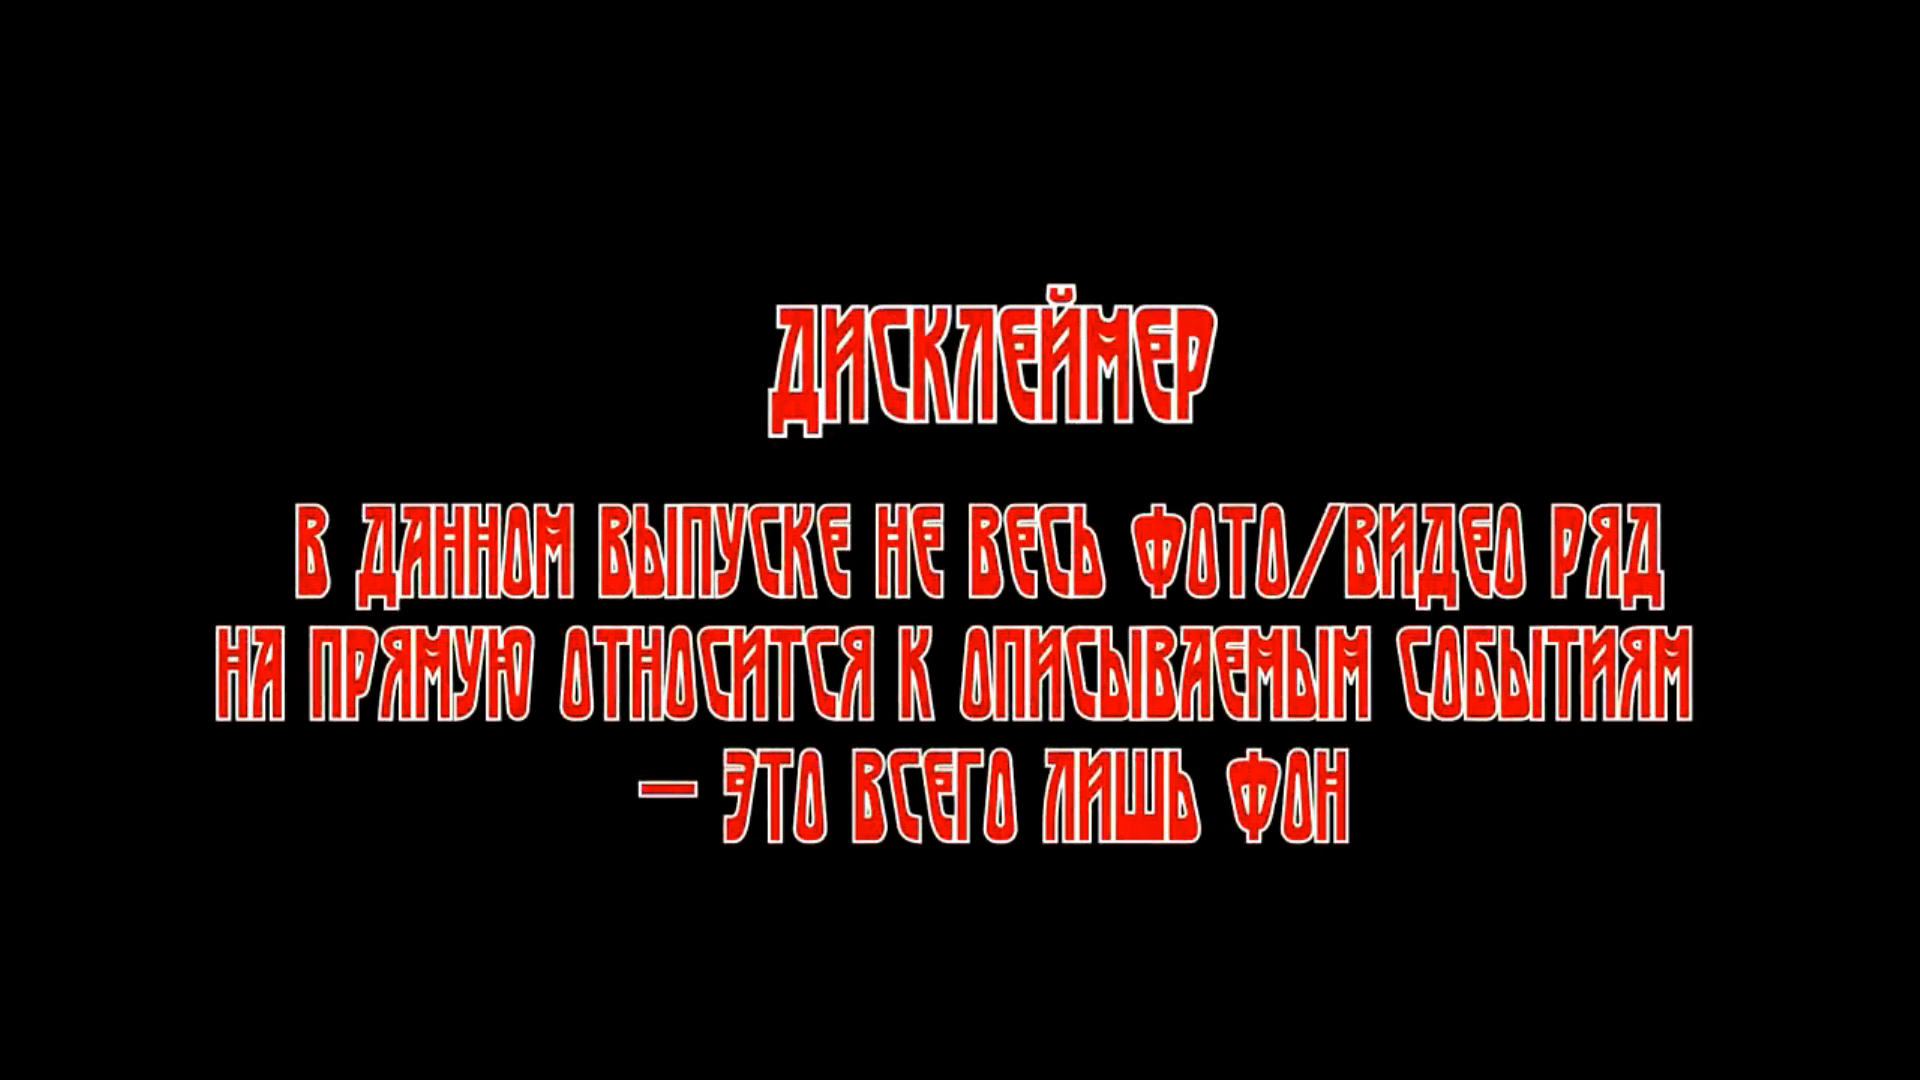 ДИСКЛЕЙМЕР
В ДАННОМ ВЫПУСКЕ НЕ ВЕСЬ ФОТО/ВИДЕО РЯД
НА ПРЯМУЮ ОТНОСИТСЯ К ОПИСЫВАЕМЫМ СОБЫТИЯМ
— ЭТО ВСЕГО ЛИШЬ ФОН